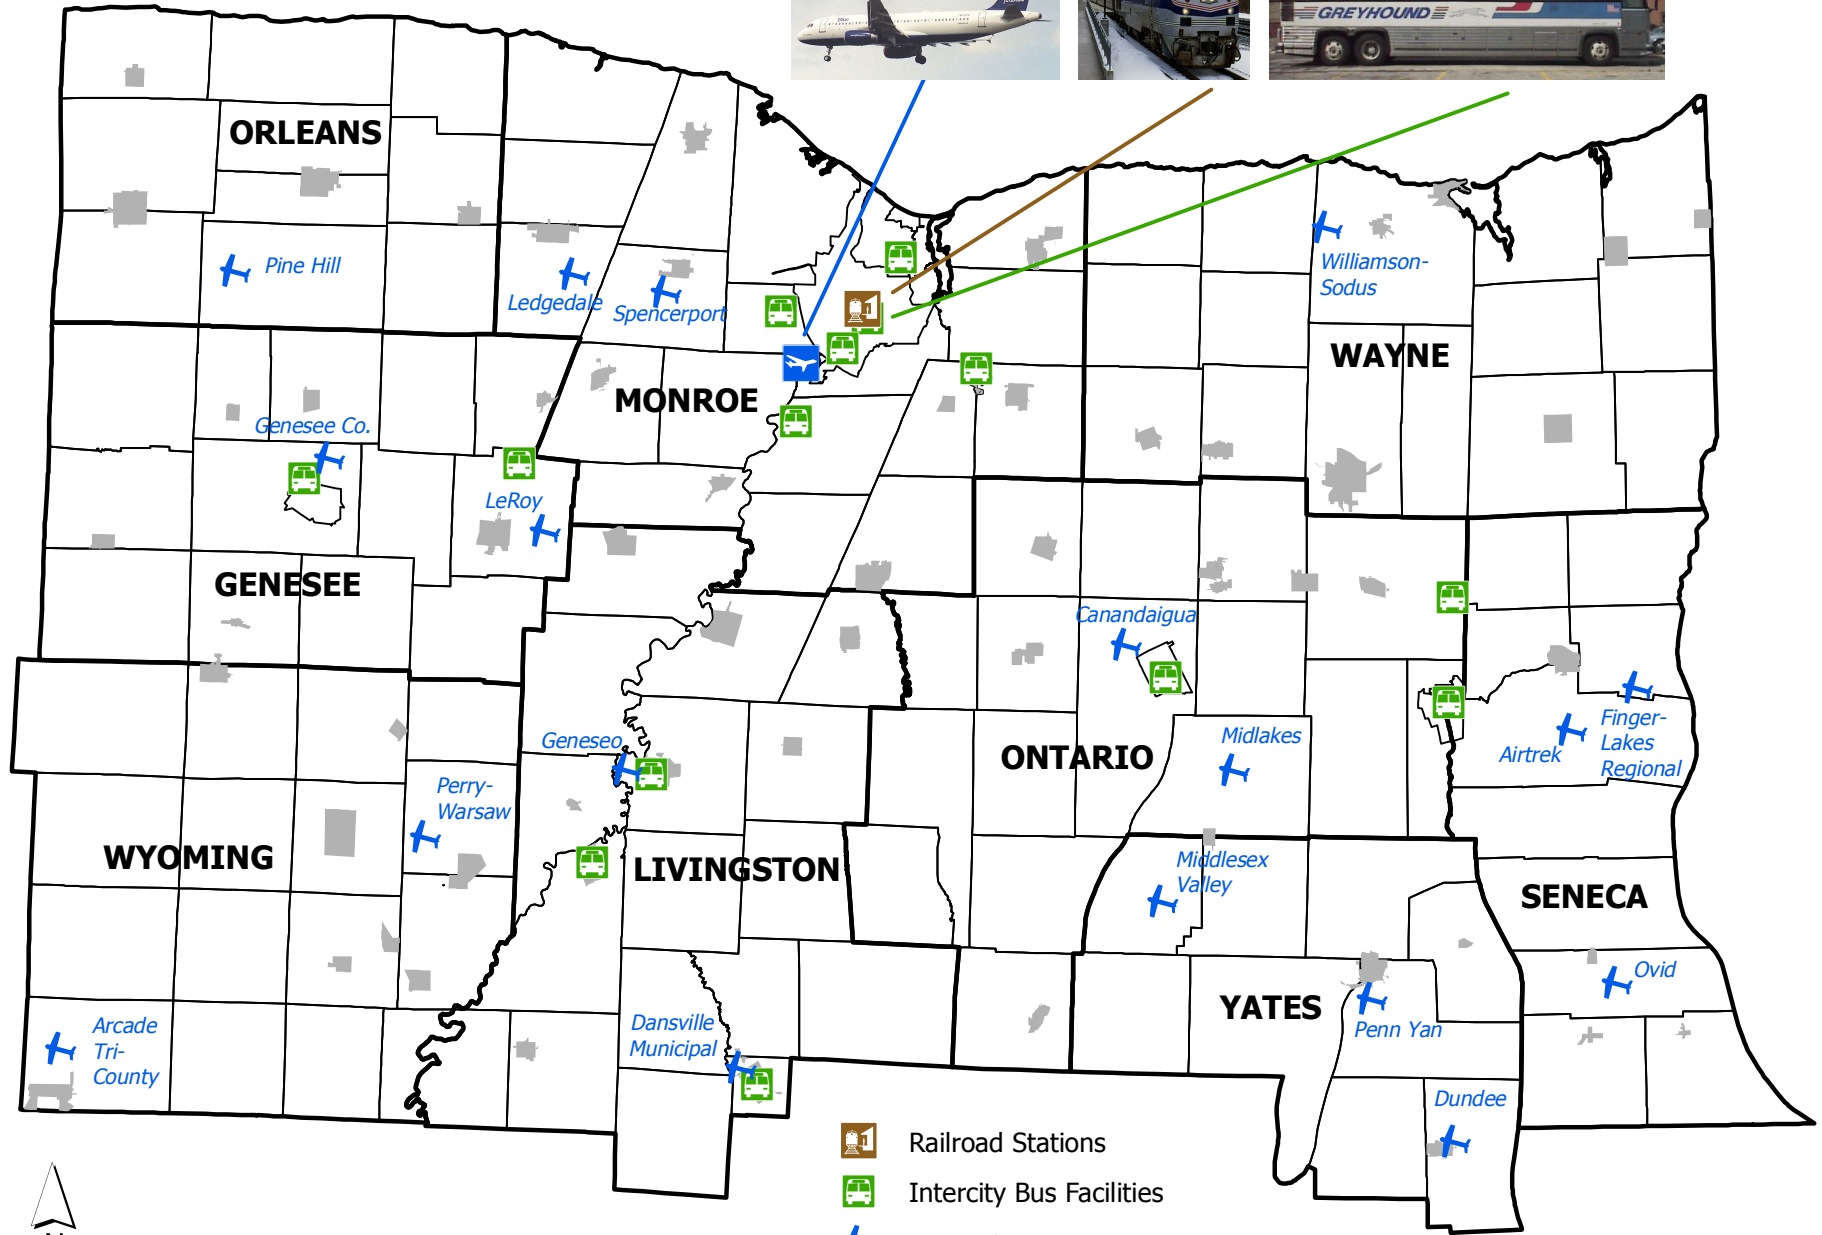 GREYHOUND
ORLEANS
Pine Hill
Ledgedale
Spencerport
Williamson-
Sodus
WAYNE
MONROE
Genesee Co.
LeRoy
GENESEE
Canandaigua
Geneseo
ONTARIO
Midlakes
Airtrek
Finger-
Lakes
Regional
Perry-
Warsaw
WYOMING
LIVINGSTON
Middlesex
Valley
SENECA
Ovid
YATES
Penn Yan
Arcade
Tri-
County
Dansville
Municipal
Dundee
Railroad Stations
Intercity Bus Facilities